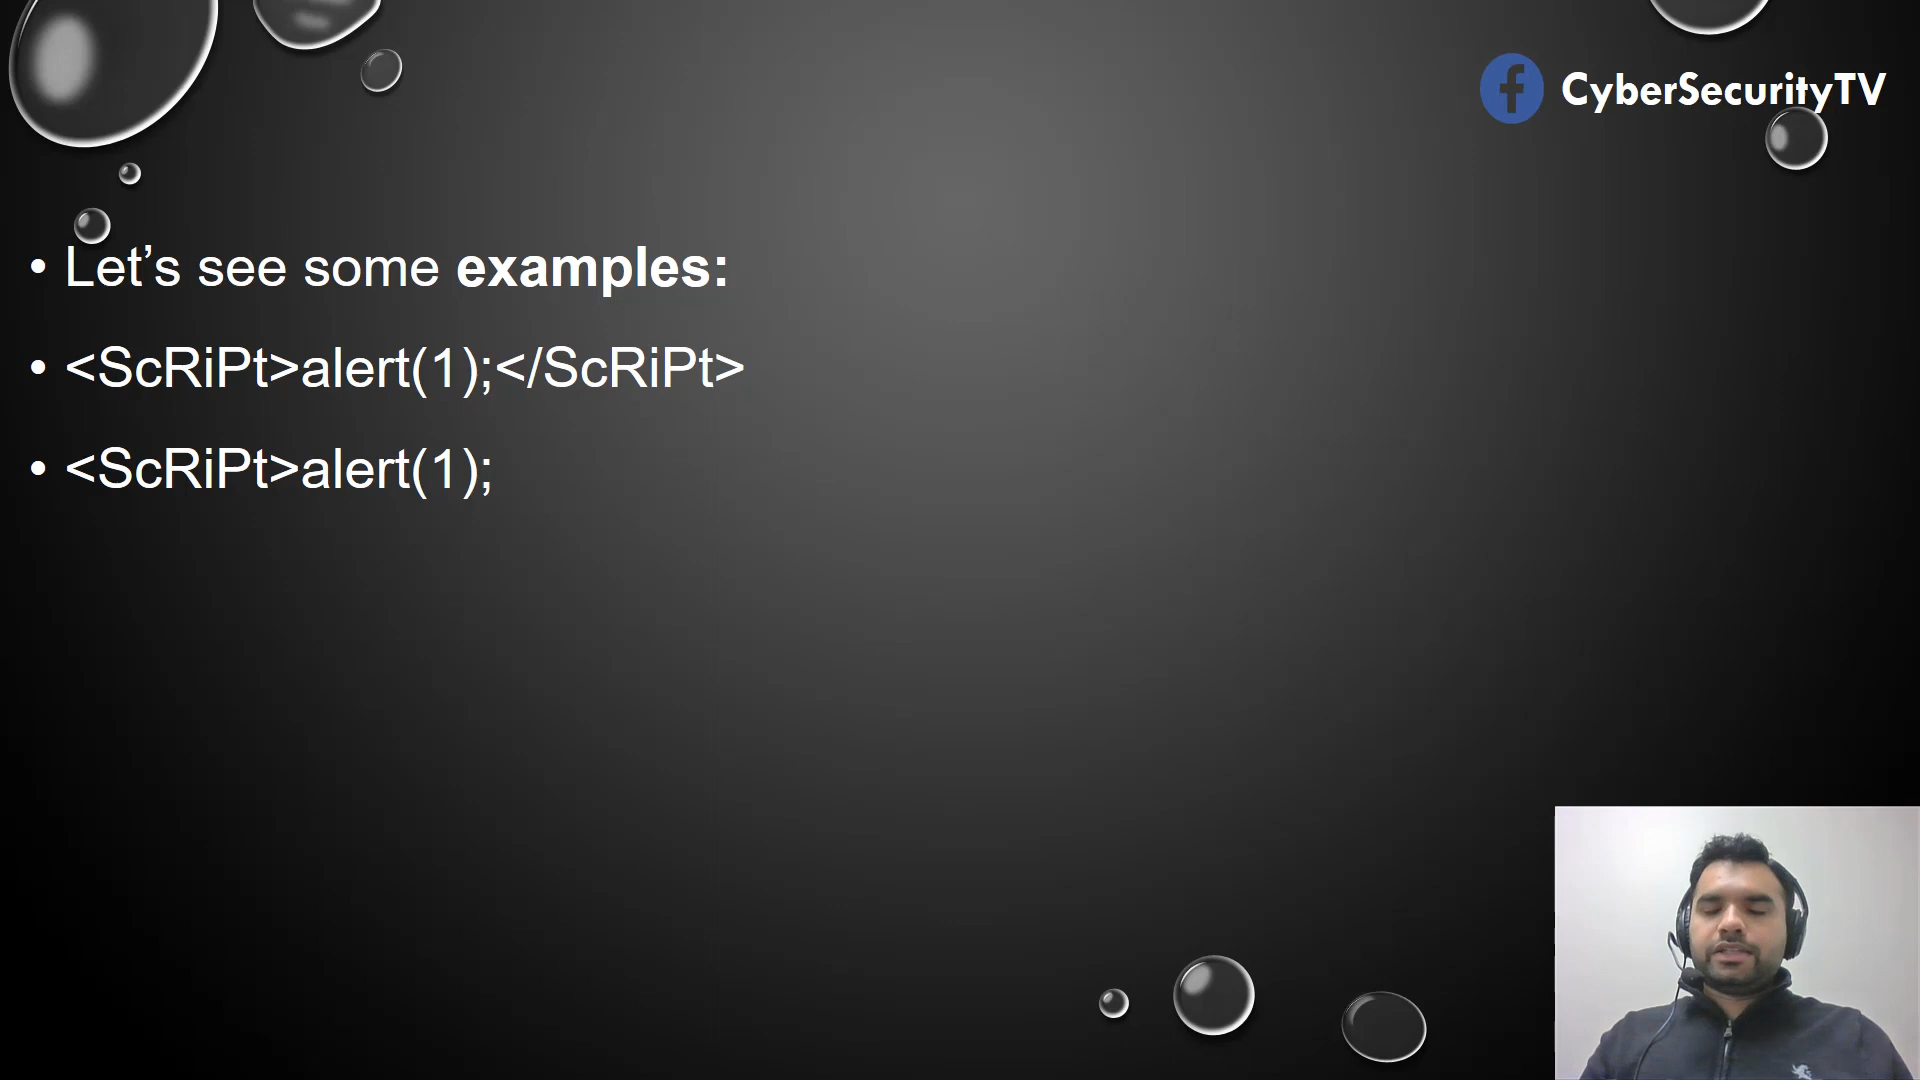 CyberSecurityTV
• Let’s see some examples:
• <ScRiPt>alert(1);</ScRiPt>
• <ScRiPt>alert(1);